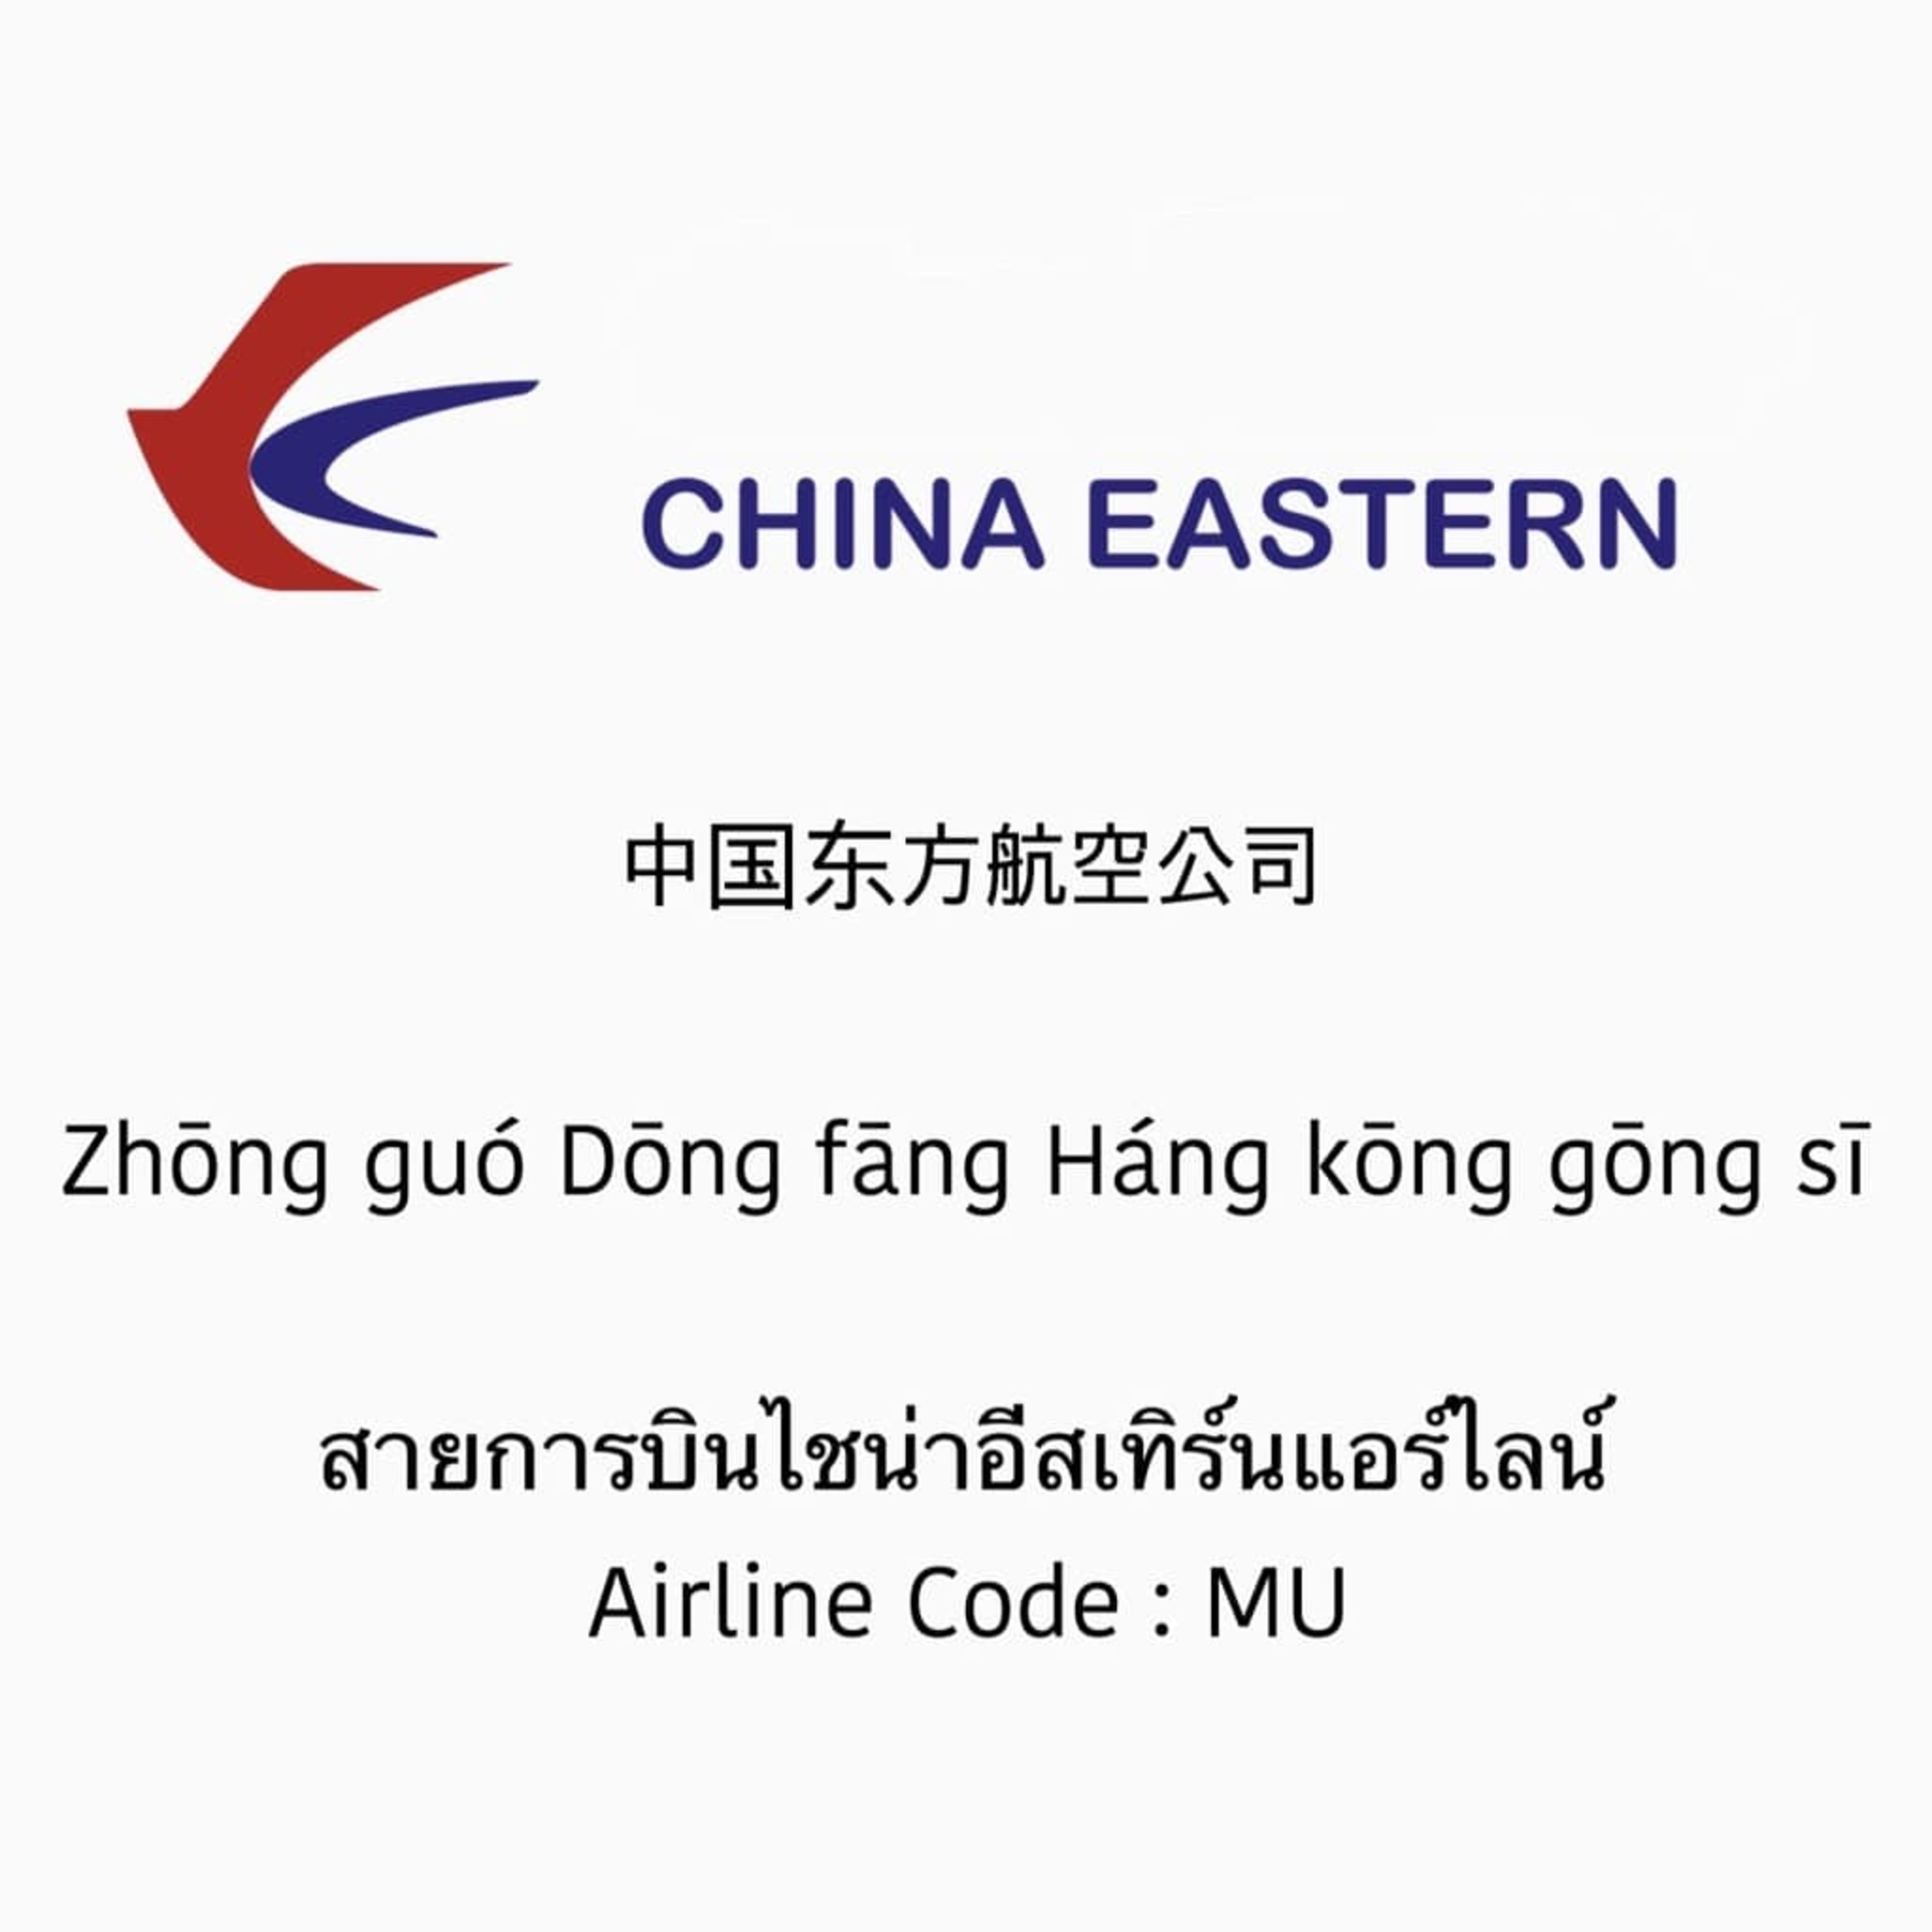 CHINA EASTERN
中国东方航空公司
Zhōng guó Dōng fāng Háng kōng gōng sī
สายการบินไชน่าอีสเทิร์นแอร์ไลน์
Airline Code : MU